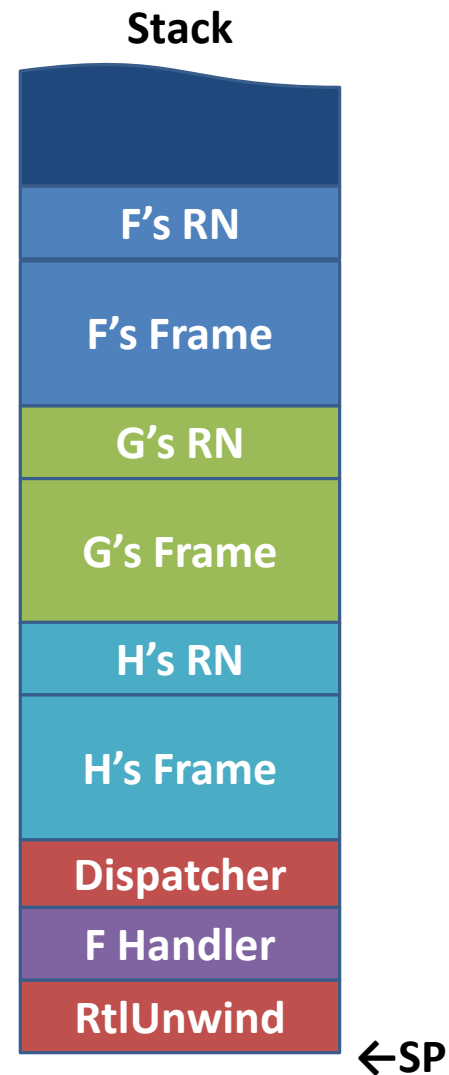 Stack
F’s RN
F’s Frame
G’s RN
G’s Frame
H’s RN
H’s Frame
Dispatcher
F Handler
RtlUnwind
←SP